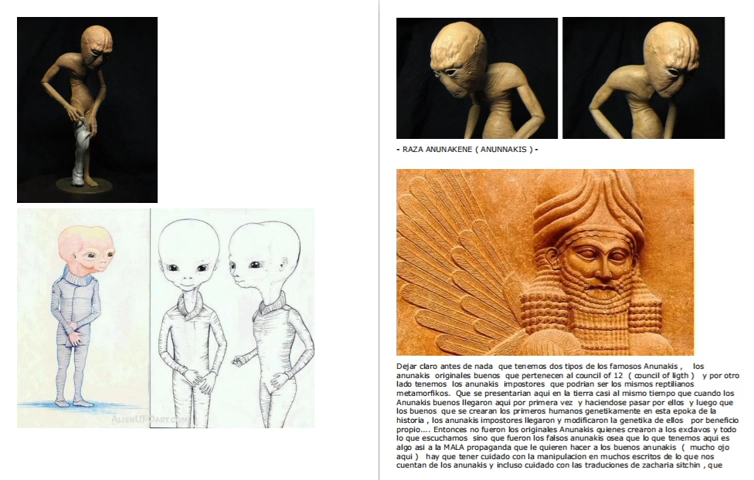 ALIENUFOART.COM
- RAZA ANUNAKENE ( ANUNNAKIS ) -
Dejar claro antes de nada que tenemos dos tipos de los famosos Anunakis , los
anunakis originales buenos que pertenecen al council of 12 ( council of ligth ) y por otro
lado tenemos los anunakis impostores que podrian ser los mismos reptilianos
metamorfikos. Que se presentarian aqui en la tierra casi al mismo tiempo que cuando los
Anunakis buenos llegaron aqui por primera vez y haciendose pasar por ellos y luego que
los buenos que se crearan los primeros humanos genetikamente en esta epoka de la
historia , los anunakis impostores llegaron y modificaron la genetika de ellos por beneficio
propio.... Entonces no fueron los originales Anunakis quienes crearon a los exclavos y todo
lo que escuchamos sino que fueron los falsos anunakis osea que lo que tenemos aqui es
algo asi a la MALA propaganda que le quieren hacer a los buenos anunakis ( mucho ojo
aqui ) hay que tener cuidado con la manipulacion en muchos escritos de lo que nos
cuentan de los anunakis y incluso cuidado con las traduciones de zacharia sitchin , que